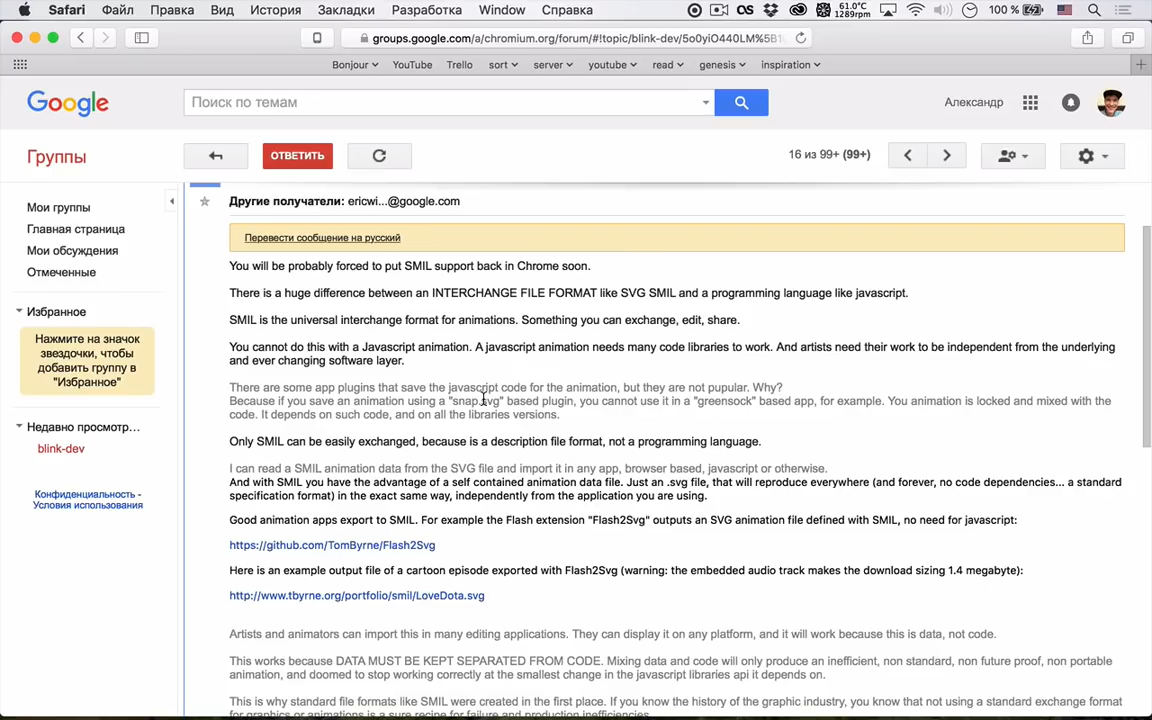 Safari Файл Правка Вид История Закладки Разработка Window Справка 61.0°C 1289rpm 100 %
groups.google.com/a/chromium.org/forum/#!topic/blink-dev/5o0yiO440LM%5B1
Bonjour YouTube Trello sort server youtube read genesis inspiration
Google Поиск по темам Александр
Группы ОТВЕТИТЬ 16 из 99+ (99+)
Мои группы
Главная страница
Мои обсуждения
Отмеченные
Избранное
Нажмите на значок
звездочки, чтобы
добавить группу в
"Избранное"
Недавно просмотр…
blink-dev
Конфиденциальность -
Условия использования
Другие получатели: ericwi...@google.com
Перевести сообщение на русский
You will be probably forced to put SMIL support back in Chrome soon.
There is a huge difference between an INTERCHANGE FILE FORMAT like SVG SMIL and a programming language like javascript.
SMIL is the universal interchange format for animations. Something you can exchange, edit, share.
You cannot do this with a Javascript animation. A javascript animation needs many code libraries to work. And artists need their work to be independent from the underlying
and ever changing software layer.
There are some app plugins that save the javascript code for the animation, but they are not pupular. Why?
Because if you save an animation using a "snap.svg" based plugin, you cannot use it in a "greensock" based app, for example. You animation is locked and mixed with the
code. It depends on such code, and on all the libraries versions.
Only SMIL can be easily exchanged, because is a description file format, not a programming language.
I can read a SMIL animation data from the SVG file and import it in any app, browser based, javascript or otherwise.
And with SMIL you have the advantage of a self contained animation data file. Just an .svg file, that will reproduce everywhere (and forever, no code dependencies... a standard
specification format) in the exact same way, independently from the application you are using.
Good animation apps export to SMIL. For example the Flash extension "Flash2Svg" outputs an SVG animation file defined with SMIL, no need for javascript:
https://github.com/TomByrne/Flash2Svg
Here is an example output file of a cartoon episode exported with Flash2Svg (warning: the embedded audio track makes the download sizing 1.4 megabyte):
http://www.tbyrne.org/portfolio/smil/LoveDota.svg
Artists and animators can import this in many editing applications. They can display it on any platform, and it will work because this is data, not code.
This works because DATA MUST BE KEPT SEPARATED FROM CODE. Mixing data and code will only produce an inefficient, non standard, non future proof, non portable
animation, and doomed to stop working correctly at the smallest change in the javascript libraries api it depends on.
This is why standard file formats like SMIL were created in the first place. If you know the history of the graphic industry, you know that not using a standard exchange format
for graphics or animations is a sure recipe for failure and production inefficiencies.